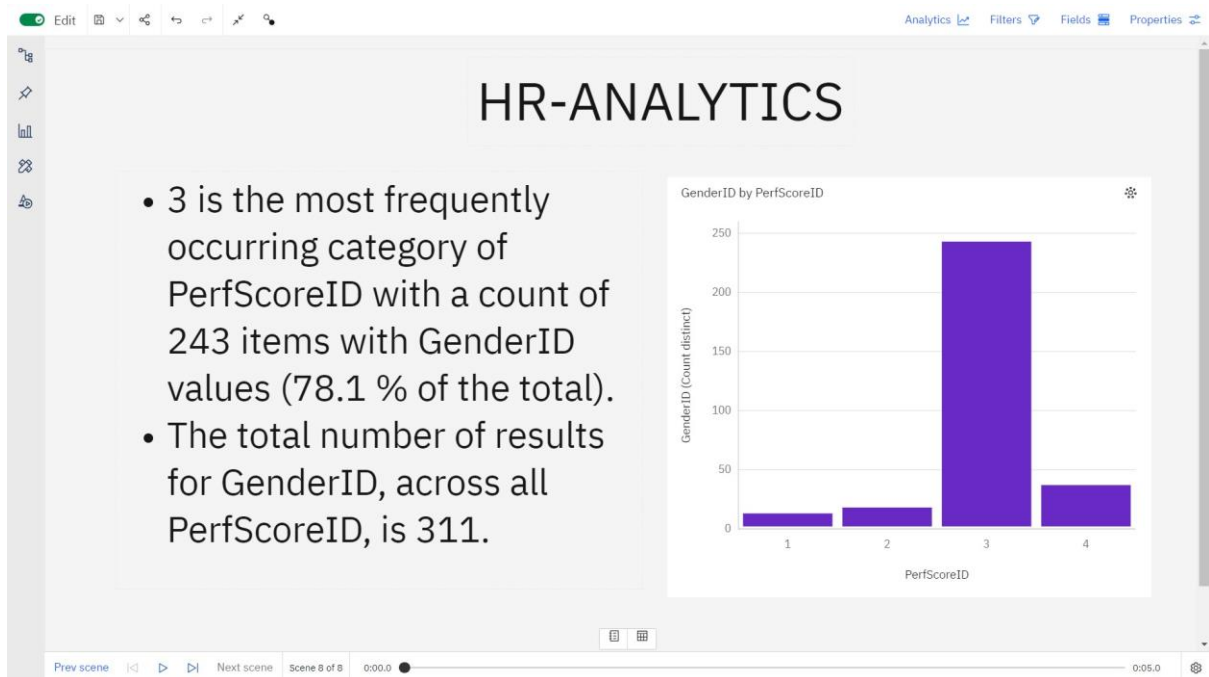 Edit
Analytics
Filters
Fields
Properties
HR-ANALYTICS
• 3 is the most frequently
occurring category of
PerfScoreID with a count of
243 items with GenderID
values (78.1 % of the total).
• The total number of results
for GenderID, across all
PerfScoreID, is 311.
GenderID by PerfScoreID
GenderID (Count distinct)
250
200
150
100
50
0
1 2 3 4
PerfScoreID
Prev scene Next scene Scene 8 of 8 0:00.0 0:05.0